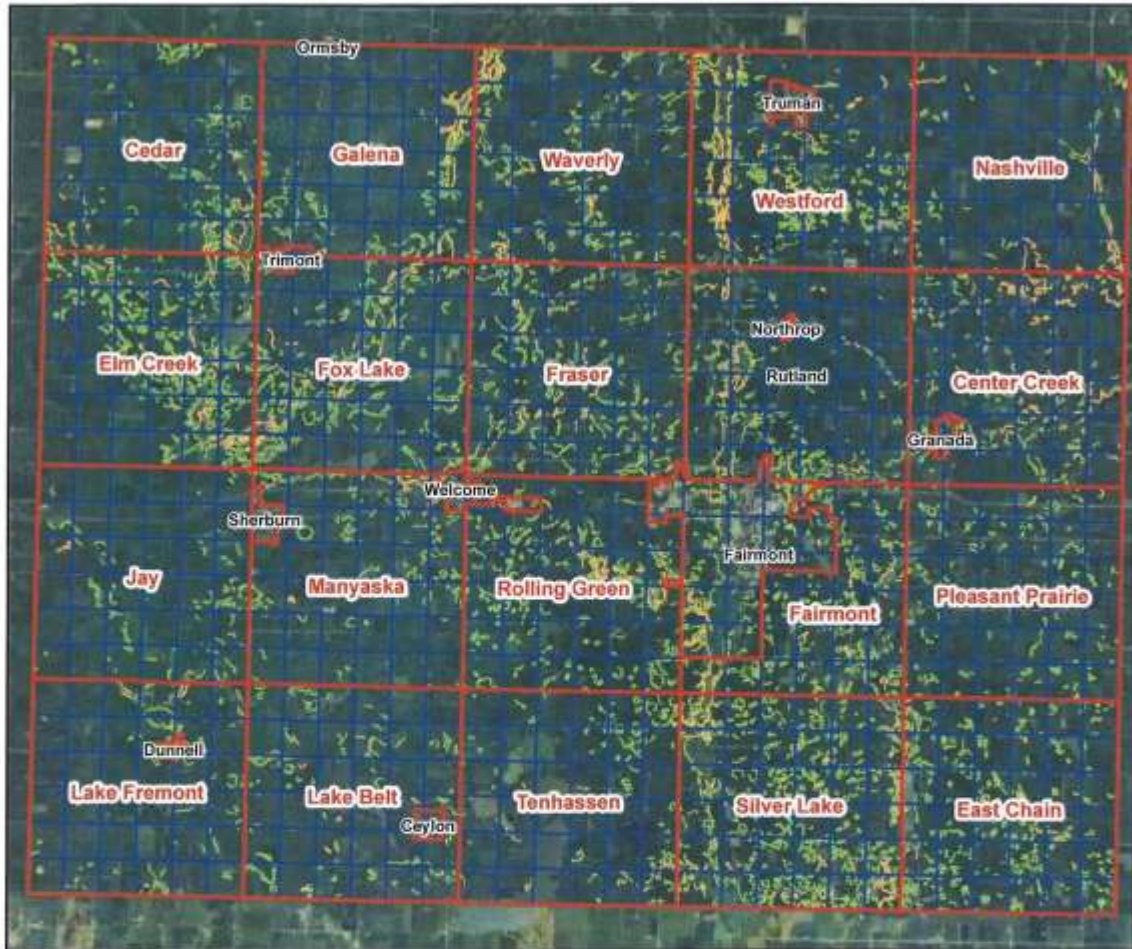 Ormsby
Truman
Cedar
Galena
Waverly
Nashville
Westford
Trimont
Northrop
Elm Creek
Fox Lake
Fraser
Rutland
Center Creek
Granada
Welcome
Sherburn
Fairmont
Jay
Manyaska
Rolling Green
Pleasant Prairie
Fairmont
Dunnell
Lake Fremont
Lake Belt
Tenhassen
Silver Lake
East Chain
Ceylon